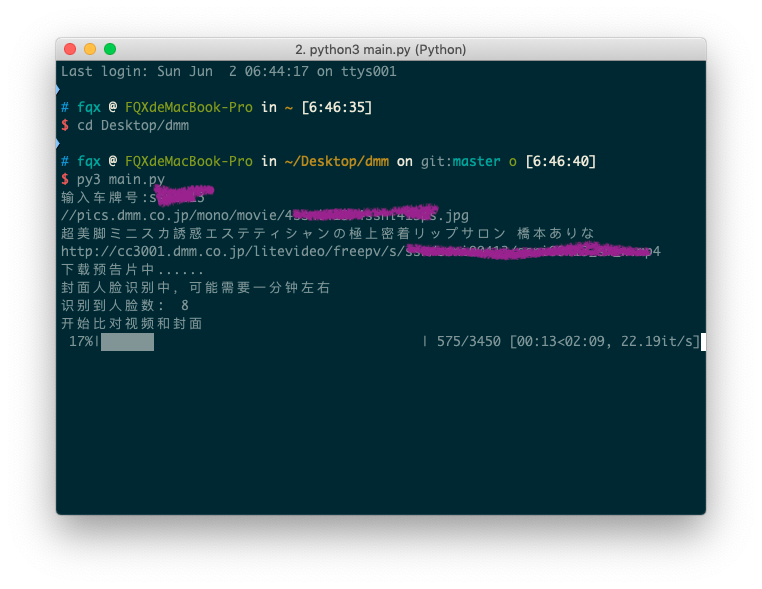 2. python3 main.py (Python)
Last login: Sun Jun  2 06:44:17 on ttys001
# fqx @ FQXdeMacBook-Pro in ~ [6:46:35]
$ cd Desktop/dmm
# fqx @ FQXdeMacBook-Pro in ~/Desktop/dmm on git:master o [6:46:40]
$ py3 main.py
输入车牌号:s
//pics.dmm.co.jp/mono/movie/4 .jpg
超美脚ミニスカ誘惑エステティシャンの極上密着リップサロン 橋本ありな
http://cc3001.dmm.co.jp/litevideo/freepv/s/
下载预告片中......
封面人脸识别中，可能需要一分钟左右
识别到人脸数： 8
开始比对视频和封面
17%| | 575/3450 [00:13<02:09, 22.19it/s]